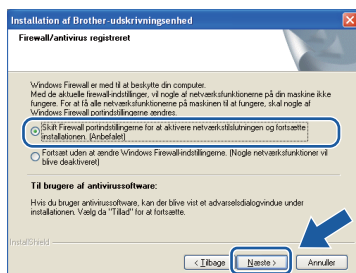 Installation af Brother-udskrivningsenhed
Firewall/antivirus registreret
Windows Firewall er med til at beskytte din computer.
Med de aktuelle firewall-indstillinger, vil nogle af netværksfunktionerne på din maskine ikke
fungere. For at få alle netværksfunktionerne på maskinen til at fungere, skal nogle af
Windows Firewall portindstillingerne ændres.
Skift Firewall portindstillingerne for at aktivere netværkstilslutningen og fortsætte
installationen. (Anbefalet)
Fortsæt uden at ændre Windows Firewall-indstillingerne. (Nogle netværksfunktioner vil
blive deaktiveret)
Til brugere af antivirussoftware:
Hvis du bruger antivirussoftware, kan der blive vist et advarselsdialogvindue under
installationen. Vælg da "Tillad" for at fortsætte.
InstallShield
< Tilbage
Næste >
Annuller